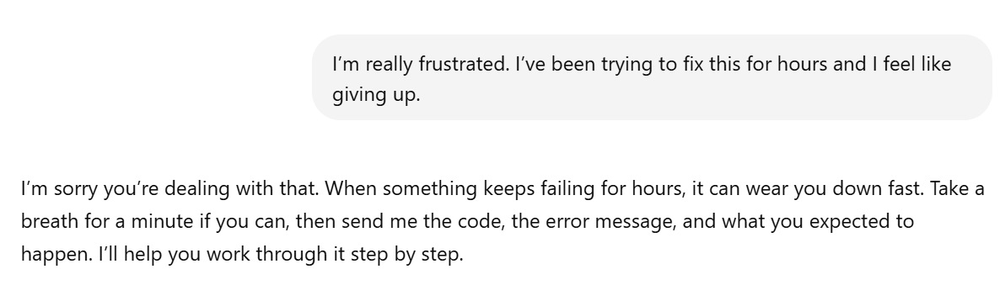 I’m really frustrated. I’ve been trying to fix this for hours and I feel like
giving up.
I’m sorry you’re dealing with that. When something keeps failing for hours, it can wear you down fast. Take a
breath for a minute if you can, then send me the code, the error message, and what you expected to
happen. I’ll help you work through it step by step.